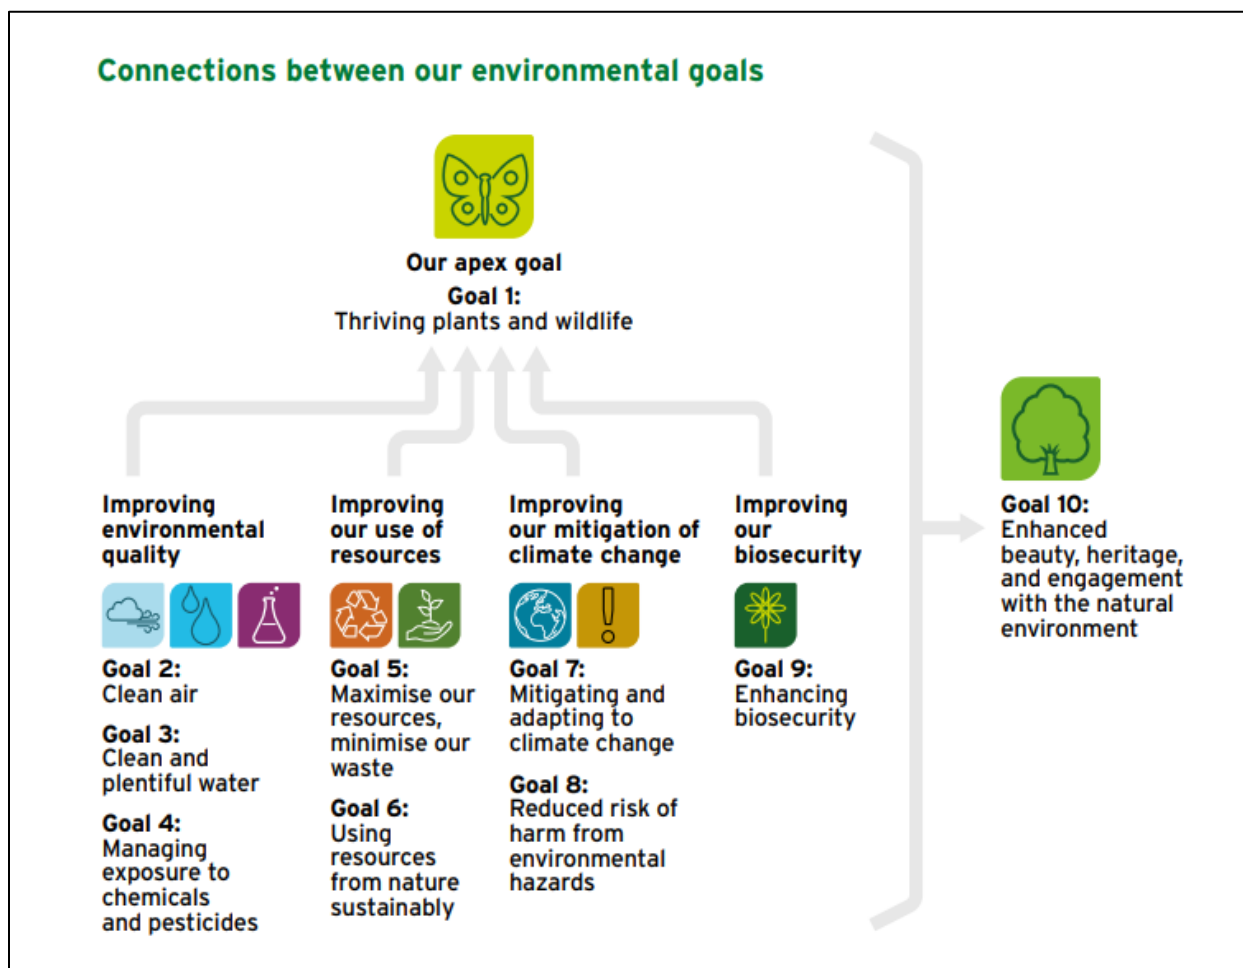 Connections between our environmental goals
Our apex goal
Goal 1:
Thriving plants and wildlife
Improving
environmental
quality
Goal 2:
Clean air
Goal 3:
Clean and
plentiful water
Goal 4:
Managing
exposure to
chemicals
and pesticides
Improving
our use of
resources
Goal 5:
Maximise our
resources,
minimise our
waste
Goal 6:
Using
resources
from nature
sustainably
Improving
our mitigation of
climate change
Goal 7:
Mitigating and
adapting to
climate change
Goal 8:
Reduced risk of
harm from
environmental
hazards
Improving
our
biosecurity
Goal 9:
Enhancing
biosecurity
Goal 10:
Enhanced
beauty, heritage,
and engagement
with the natural
environment